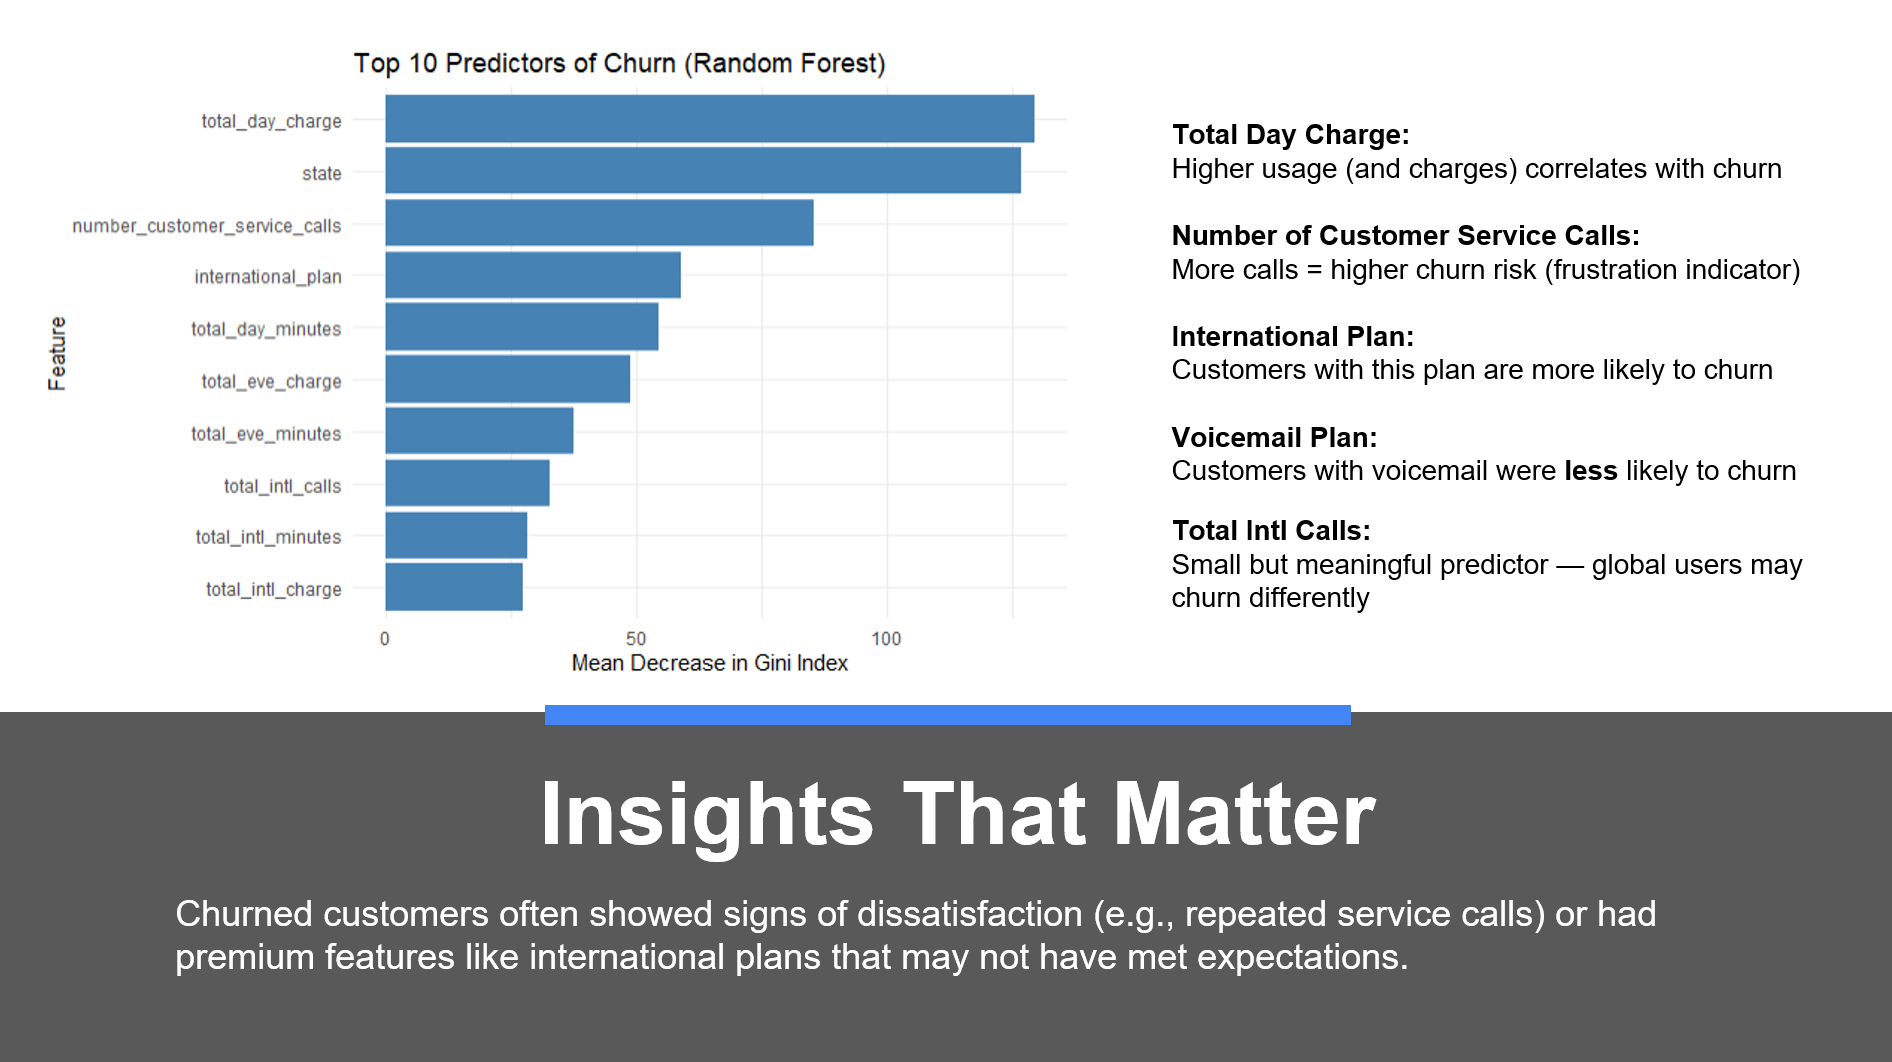 Top 10 Predictors of Churn (Random Forest)
total_day_charge
state
number_customer_service_calls
international_plan
total_day_minutes
total_eve_charge
total_eve_minutes
total_intl_calls
total_intl_minutes
total_intl_charge
Feature
0
50
100
Mean Decrease in Gini Index
Total Day Charge:
Higher usage (and charges) correlates with churn
Number of Customer Service Calls:
More calls = higher churn risk (frustration indicator)
International Plan:
Customers with this plan are more likely to churn
Voicemail Plan:
Customers with voicemail were less likely to churn
Total Intl Calls:
Small but meaningful predictor — global users may
churn differently
Insights That Matter
Churned customers often showed signs of dissatisfaction (e.g., repeated service calls) or had
premium features like international plans that may not have met expectations.